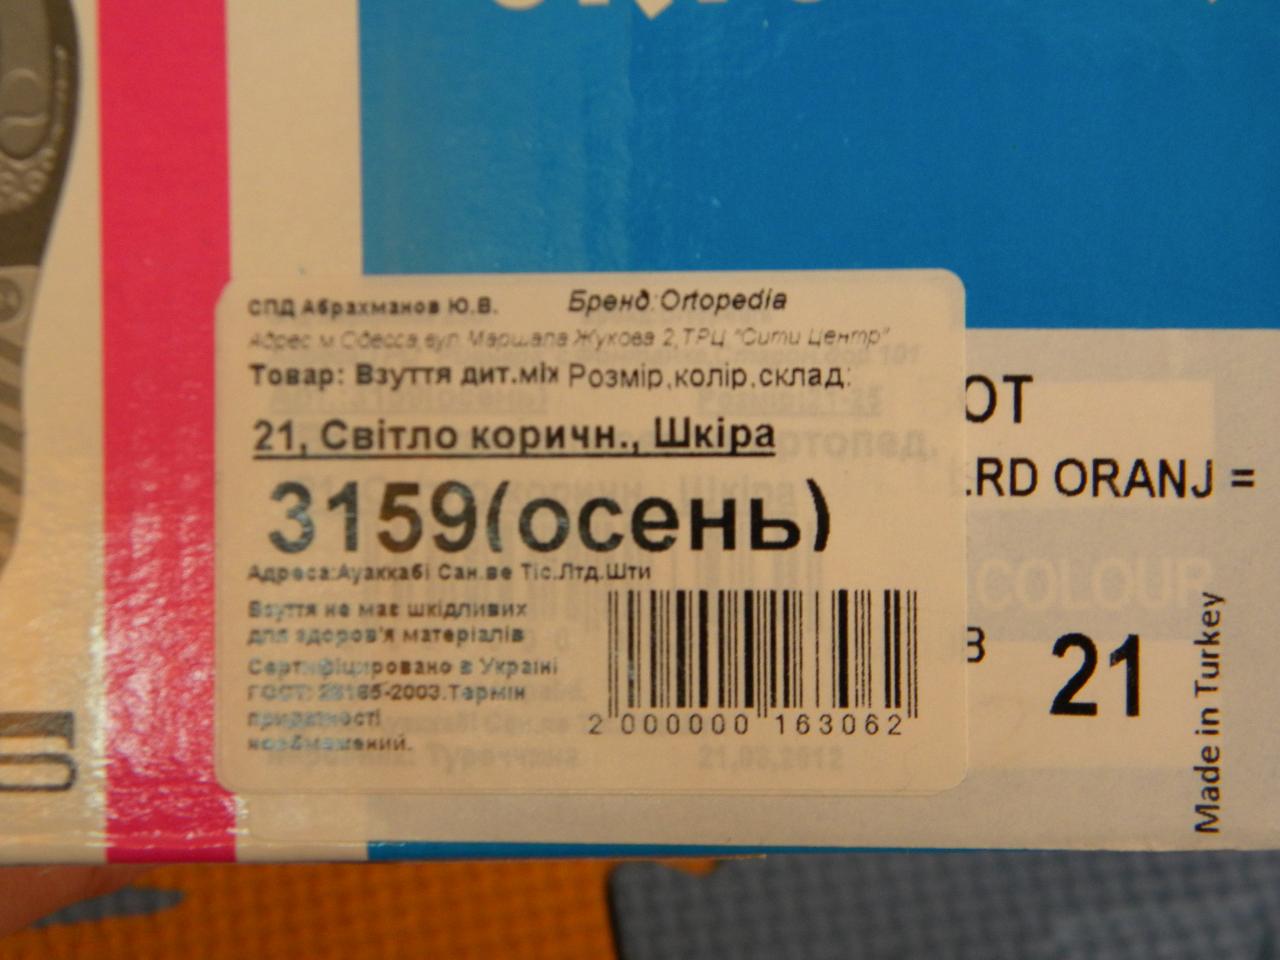 СПД Абрахманов Ю.В. Бренд:Ortopedia
Адрес м.Одесса,вул. Маршала Жукова 2,ТРЦ "Сити Центр"
Товар: Взуття дит.міх Розмір,колір,склад:
21, Світло коричн., Шкіра
3159(осень)
Адреса:Ауаккабі Сан.ве Тіс.Лтд.Шти
Взуття не має шкідливих
для здоров'я матеріалів
Сертифіцировано в Україні
ГОСТ: 26165-2003.Термін
придатності
необмежений.
2 000000 163062
OT
RD ORANJ =
COLOUR
21
Made in Turkey